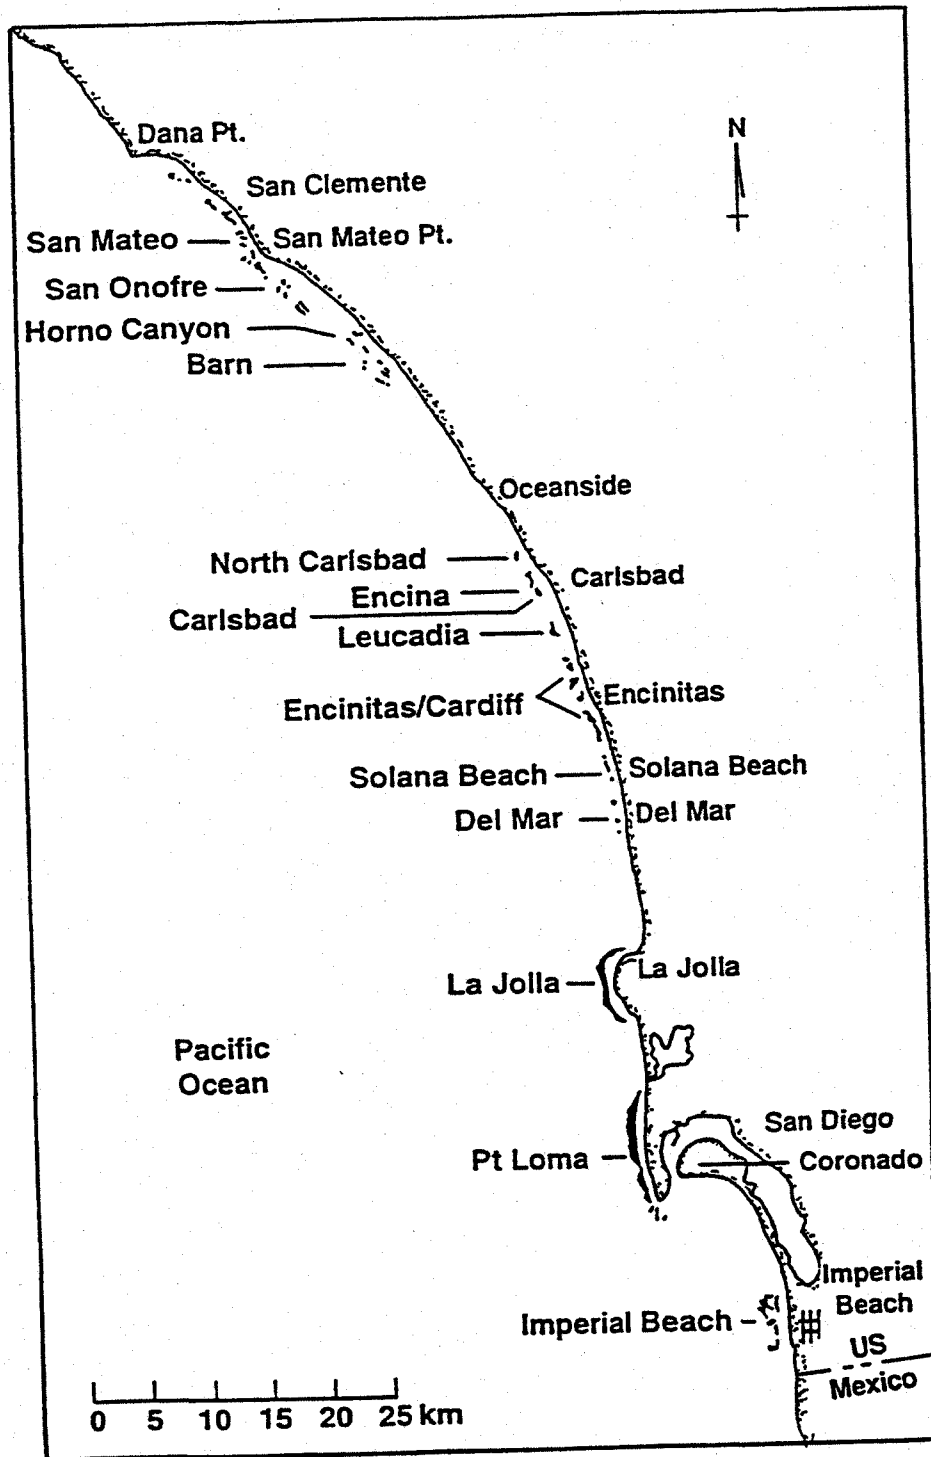 N
Dana Pt.
San Clemente
San Mateo
San Mateo Pt.
San Onofre
Horno Canyon
Barn
Oceanside
North Carlsbad
Carlsbad
Encina
Carlsbad
Leucadia
Encinitas
Encinitas/Cardiff
Solana Beach
Solana Beach
Del Mar
Del Mar
La Jolla
La Jolla
Pacific
Ocean
San Diego
Pt Loma
Coronado
Imperial
Beach
Imperial Beach
US
Mexico
0 5 10 15 20 25 km